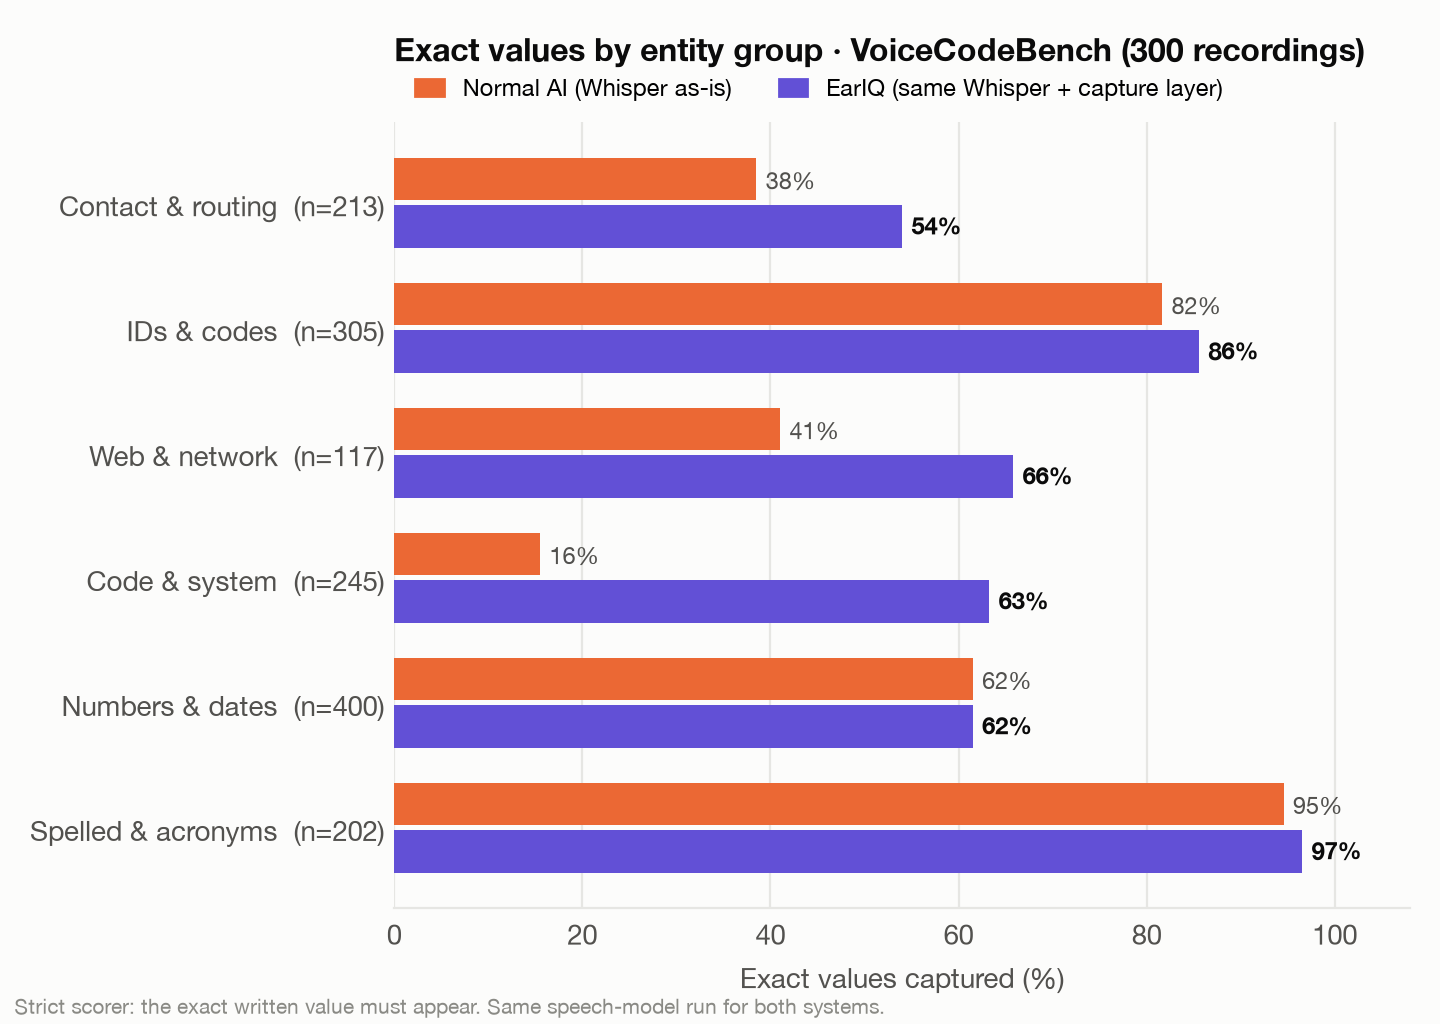 Exact values by entity group · VoiceCodeBench (300 recordings)
Normal AI (Whisper as-is) EarIQ (same Whisper + capture layer)
Contact & routing (n=213) 38%
54%
IDs & codes (n=305) 82%
86%
Web & network (n=117) 41%
66%
Code & system (n=245) 16%
63%
Numbers & dates (n=400) 62%
62%
Spelled & acronyms (n=202) 95%
97%
0 20 40 60 80 100
Exact values captured (%)
Strict scorer: the exact written value must appear. Same speech-model run for both systems.